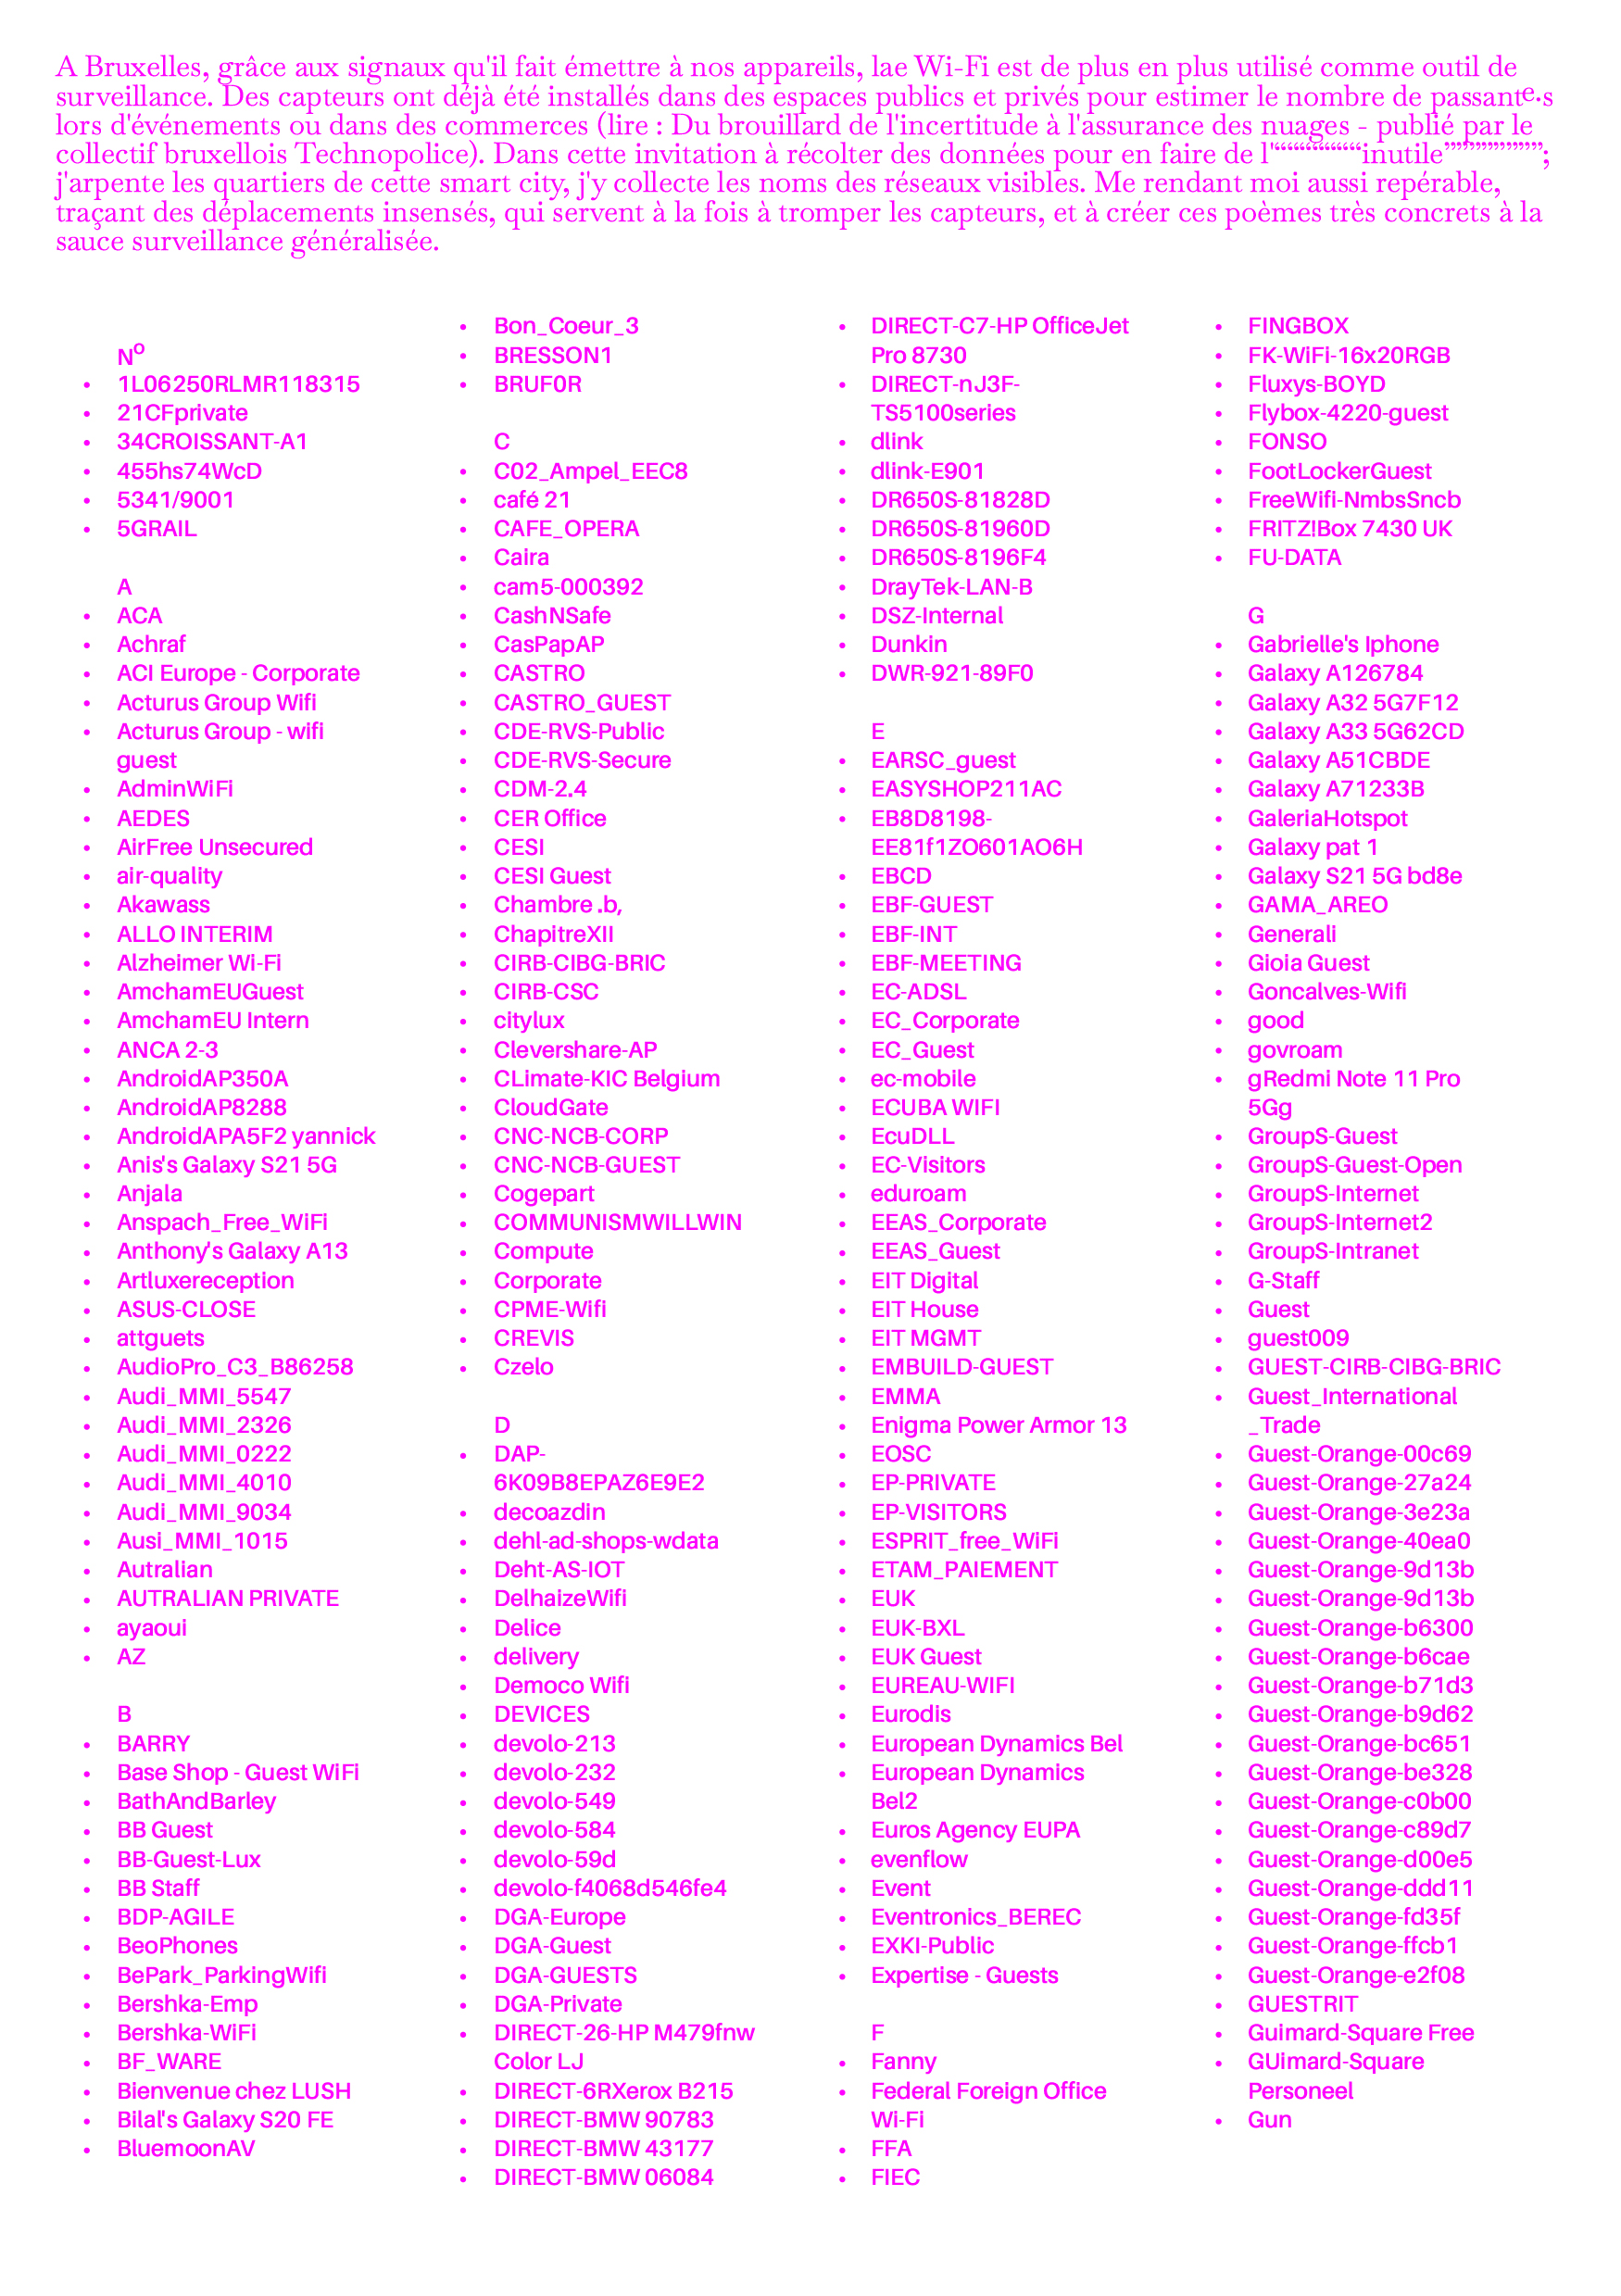 A Bruxelles, grâce aux signaux qu'il fait émettre à nos appareils, lae Wi-Fi est de plus en plus utilisé comme outil de
surveillance. Des capteurs ont déjà été installés dans des espaces publics et privés pour estimer le nombre de passante·s
lors d'événements ou dans des commerces (lire : Du brouillard de l'incertitude à l'assurance des nuages - publié par le
collectif bruxellois Technopolice). Dans cette invitation à récolter des données pour en faire de l'“““““““““inutile”””””””””;
j'arpente les quartiers de cette smart city, j'y collecte les noms des réseaux visibles. Me rendant moi aussi repérable,
traçant des déplacements insensés, qui servent à la fois à tromper les capteurs, et à créer ces poèmes très concrets à la
sauce surveillance généralisée.
Nº
• 1L06250RLMR118315
• 21CFprivate
• 34CROISSANT-A1
• 455hs74WcD
• 5341/9001
• 5GRAIL
A
• ACA
• Achraf
• ACI Europe - Corporate
• Acturus Group Wifi
• Acturus Group - wifi
guest
• AdminWiFi
• AEDES
• AirFree Unsecured
• air-quality
• Akawass
• ALLO INTERIM
• Alzheimer Wi-Fi
• AmchamEUGuest
• AmchamEU Intern
• ANCA 2-3
• AndroidAP350A
• AndroidAP8288
• AndroidAPA5F2 yannick
• Anis's Galaxy S21 5G
• Anjala
• Anspach_Free_WiFi
• Anthony's Galaxy A13
• Artluxereception
• ASUS-CLOSE
• attguets
• AudioPro_C3_B86258
• Audi_MMI_5547
• Audi_MMI_2326
• Audi_MMI_0222
• Audi_MMI_4010
• Audi_MMI_9034
• Ausi_MMI_1015
• Autralian
• AUTRALIAN PRIVATE
• ayaoui
• AZ
B
• BARRY
• Base Shop - Guest WiFi
• BathAndBarley
• BB Guest
• BB-Guest-Lux
• BB Staff
• BDP-AGILE
• BeoPhones
• BePark_ParkingWifi
• Bershka-Emp
• Bershka-WiFi
• BF_WARE
• Bienvenue chez LUSH
• Bilal's Galaxy S20 FE
• BluemoonAV
• Bon_Coeur_3
• BRESSON1
• BRUF0R
C
• C02_Ampel_EEC8
• café 21
• CAFE_OPERA
• Caira
• cam5-000392
• CashNSafe
• CasPapAP
• CASTRO
• CASTRO_GUEST
• CDE-RVS-Public
• CDE-RVS-Secure
• CDM-2.4
• CER Office
• CESI
• CESI Guest
• Chambre .b,
• ChapitreXII
• CIRB-CIBG-BRIC
• CIRB-CSC
• citylux
• Clevershare-AP
• CLimate-KIC Belgium
• CloudGate
• CNC-NCB-CORP
• CNC-NCB-GUEST
• Cogepart
• COMMUNISMWILLWIN
• Compute
• Corporate
• CPME-Wifi
• CREVIS
• Czelo
D
• DAP-
6K09B8EPAZ6E9E2
• decoazdin
• dehl-ad-shops-wdata
• Deht-AS-IOT
• DelhaizeWifi
• Delice
• delivery
• Democo Wifi
• DEVICES
• devolo-213
• devolo-232
• devolo-549
• devolo-584
• devolo-59d
• devolo-f4068d546fe4
• DGA-Europe
• DGA-Guest
• DGA-GUESTS
• DGA-Private
• DIRECT-26-HP M479fnw
Color LJ
• DIRECT-6RXerox B215
• DIRECT-BMW 90783
• DIRECT-BMW 43177
• DIRECT-BMW 06084
• DIRECT-C7-HP OfficeJet
Pro 8730
• DIRECT-nJ3F-
TS5100series
• dlink
• dlink-E901
• DR650S-81828D
• DR650S-81960D
• DR650S-8196F4
• DrayTek-LAN-B
• DSZ-Internal
• Dunkin
• DWR-921-89F0
E
• EARSC_guest
• EASYSHOP211AC
• EB8D8198-
EE81f1ZO601AO6H
• EBCD
• EBF-GUEST
• EBF-INT
• EBF-MEETING
• EC-ADSL
• EC_Corporate
• EC_Guest
• ec-mobile
• ECUBA WIFI
• EcuDLL
• EC-Visitors
• eduroam
• EEAS_Corporate
• EEAS_Guest
• EIT Digital
• EIT House
• EIT MGMT
• EMBUILD-GUEST
• EMMA
• Enigma Power Armor 13
• EOSC
• EP-PRIVATE
• EP-VISITORS
• ESPRIT_free_WiFi
• ETAM_PAIEMENT
• EUK
• EUK-BXL
• EUK Guest
• EUREAU-WIFI
• Eurodis
• European Dynamics Bel
• European Dynamics
Bel2
• Euros Agency EUPA
• evenflow
• Event
• Eventronics_BEREC
• EXKI-Public
• Expertise - Guests
F
• Fanny
• Federal Foreign Office
Wi-Fi
• FFA
• FIEC
• FINGBOX
• FK-WiFi-16x20RGB
• Fluxys-BOYD
• Flybox-4220-guest
• FONSO
• FootLockerGuest
• FreeWifi-NmbsSncb
• FRITZ!Box 7430 UK
• FU-DATA
G
• Gabrielle's Iphone
• Galaxy A126784
• Galaxy A32 5G7F12
• Galaxy A33 5G62CD
• Galaxy A51CBDE
• Galaxy A71233B
• GaleriaHotspot
• Galaxy pat 1
• Galaxy S21 5G bd8e
• GAMA_AREO
• Generali
• Gioia Guest
• Goncalves-Wifi
• good
• govroam
• gRedmi Note 11 Pro
5Gg
• GroupS-Guest
• GroupS-Guest-Open
• GroupS-Internet
• GroupS-Internet2
• GroupS-Intranet
• G-Staff
• Guest
• guest009
• GUEST-CIRB-CIBG-BRIC
• Guest_International
_Trade
• Guest-Orange-00c69
• Guest-Orange-27a24
• Guest-Orange-3e23a
• Guest-Orange-40ea0
• Guest-Orange-9d13b
• Guest-Orange-9d13b
• Guest-Orange-b6300
• Guest-Orange-b6cae
• Guest-Orange-b71d3
• Guest-Orange-b9d62
• Guest-Orange-bc651
• Guest-Orange-be328
• Guest-Orange-c0b00
• Guest-Orange-c89d7
• Guest-Orange-d00e5
• Guest-Orange-ddd11
• Guest-Orange-fd35f
• Guest-Orange-ffcb1
• Guest-Orange-e2f08
• GUESTRIT
• Guimard-Square Free
• GUimard-Square
Personeel
• Gun